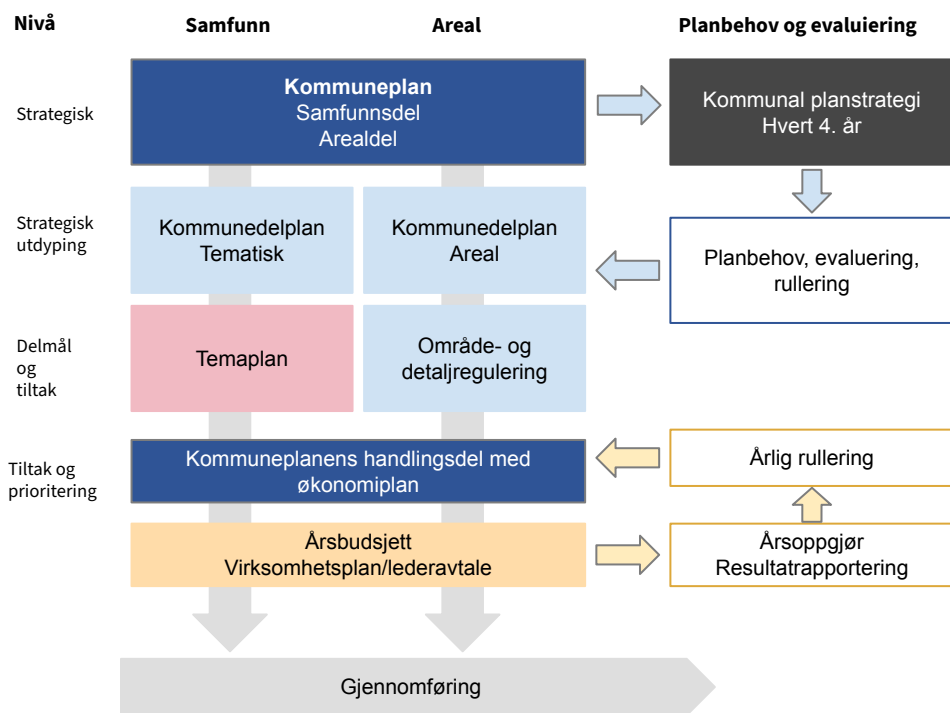 Nivå
Samfunn
Areal
Planbehov og evaluiering
Strategisk
Kommuneplan
Samfunnsdel
Arealdel
Kommunal planstrategi
Hvert 4. år
Strategisk
utdyping
Kommunedelplan
Tematisk
Kommunedelplan
Areal
Planbehov, evaluering,
rullering
Delmål
og
tiltak
Temaplan
Område- og
detaljregulering
Tiltak og
prioritering
Kommuneplanens handlingsdel med
økonomiplan
Årlig rullering
Årsbudsjett
Virksomhetsplan/lederavtale
Årsoppgjør
Resultatrapportering
Gjennomføring